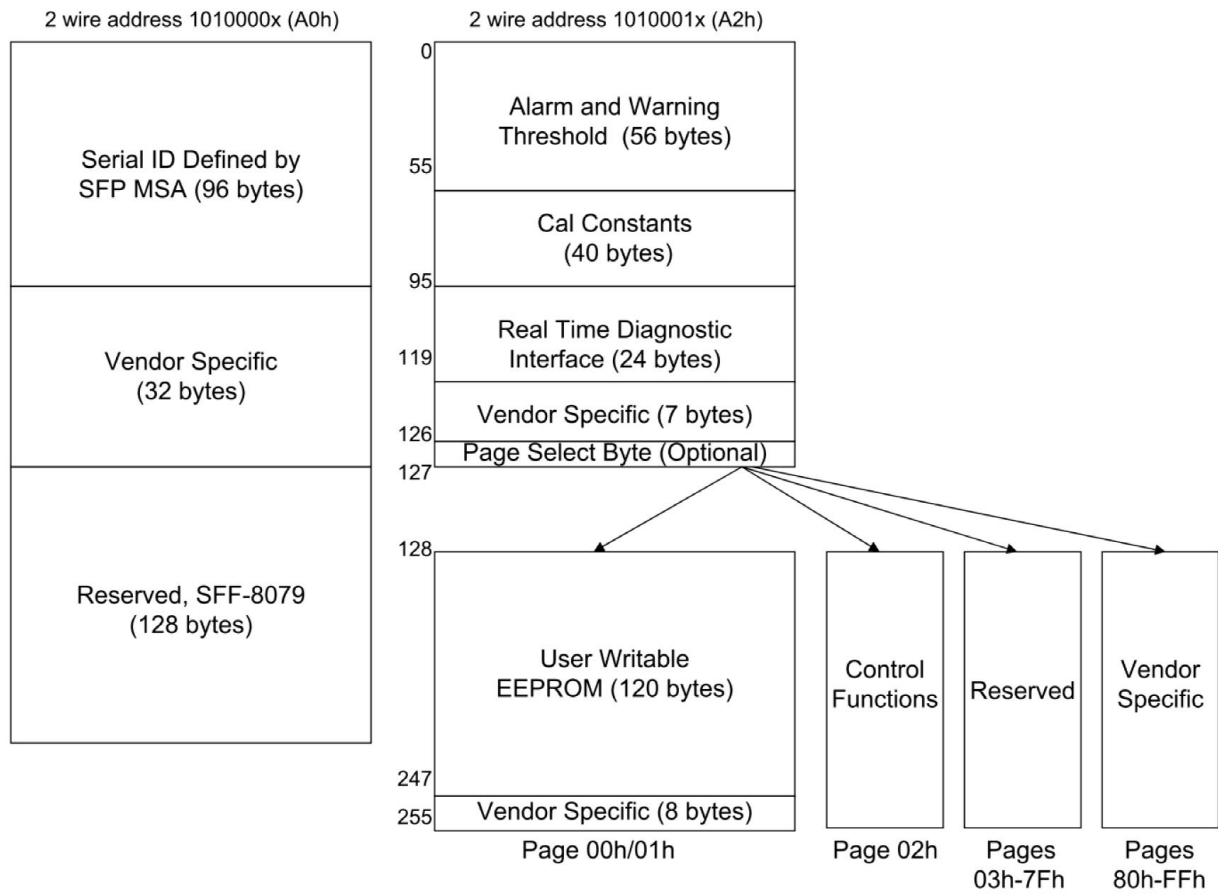 2 wire address 1010000x (A0h)
Serial ID Defined by
SFP MSA (96 bytes)
Vendor Specific
(32 bytes)
Reserved, SFF-8079
(128 bytes)
2 wire address 1010001x (A2h)
0
Alarm and Warning
Threshold (56 bytes)
55
Cal Constants
(40 bytes)
95
Real Time Diagnostic
Interface (24 bytes)
119
Vendor Specific (7 bytes)
126
Page Select Byte (Optional)
127
128
User Writable
EEPROM (120 bytes)
247
Vendor Specific (8 bytes)
255
Page 00h/01h
Control
Functions
Page 02h
Reserved
Pages
03h-7Fh
Vendor
Specific
Pages
80h-FFh